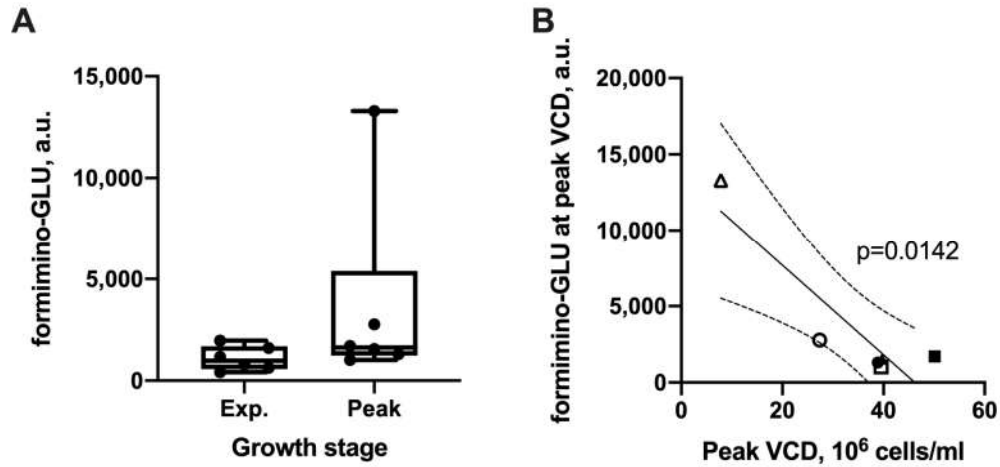 A
formimino-GLU, a.u.
15,000
10,000
5,000
0
Exp.
Peak
Growth stage
B
formimino-GLU at peak VCD, a.u.
20,000
15,000
10,000
5,000
0
p=0.0142
0
20
40
60
Peak VCD, 10⁶ cells/ml